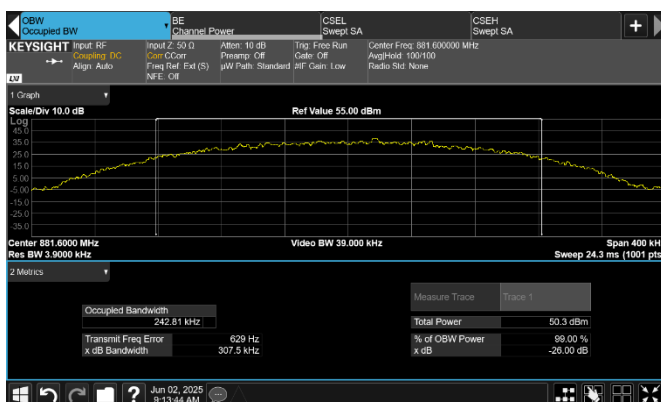 OBW
Occupied BW
BE
Channel Power
CSEL
Swept SA
CSEH
Swept SA
+
KEYSIGHT
Input: RF
Coupling: DC
Align: Auto
Input Z: 50 Ω
Corr CCorr
Freq Ref: Ext (S)
NFE: Off
Atten: 10 dB
Preamp: Off
µW Path: Standard
Trig: Free Run
Gate: Off
#IF Gain: Low
Center Freq: 881.600000 MHz
Avg|Hold: 100/100
Radio Std: None
LXI
1 Graph
Scale/Div 10.0 dB
Ref Value 55.00 dBm
Log
45.0
35.0
25.0
15.0
5.00
-5.00
-15.0
-25.0
-35.0
Center 881.6000 MHz
Video BW 39.000 kHz
Span 400 kH
Res BW 3.9000 kHz
Sweep 24.3 ms (1001 pts
2 Metrics
Measure Trace
Trace 1
Occupied Bandwidth
242.81 kHz
Total Power
50.3 dBm
Transmit Freq Error
629 Hz
% of OBW Power
99.00 %
x dB Bandwidth
307.5 kHz
x dB
-26.00 dB
?
Jun 02, 2025
9:13:44 AM